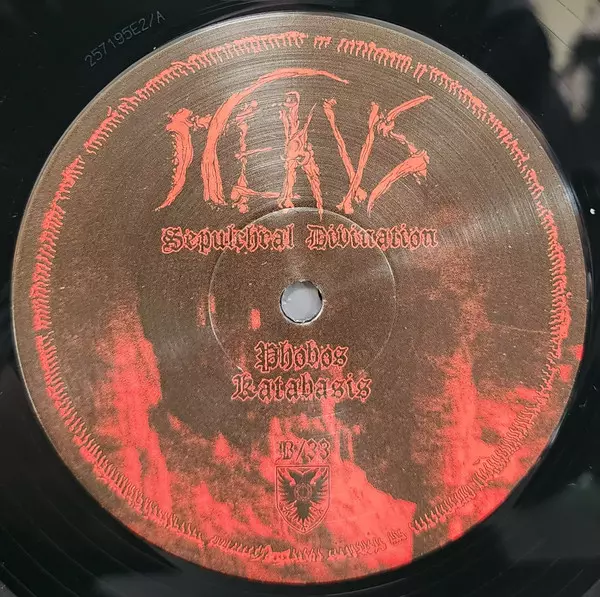 257195E2/A
NEKUS
Sepulchral Divination
Phobos
Katabasis
B/33